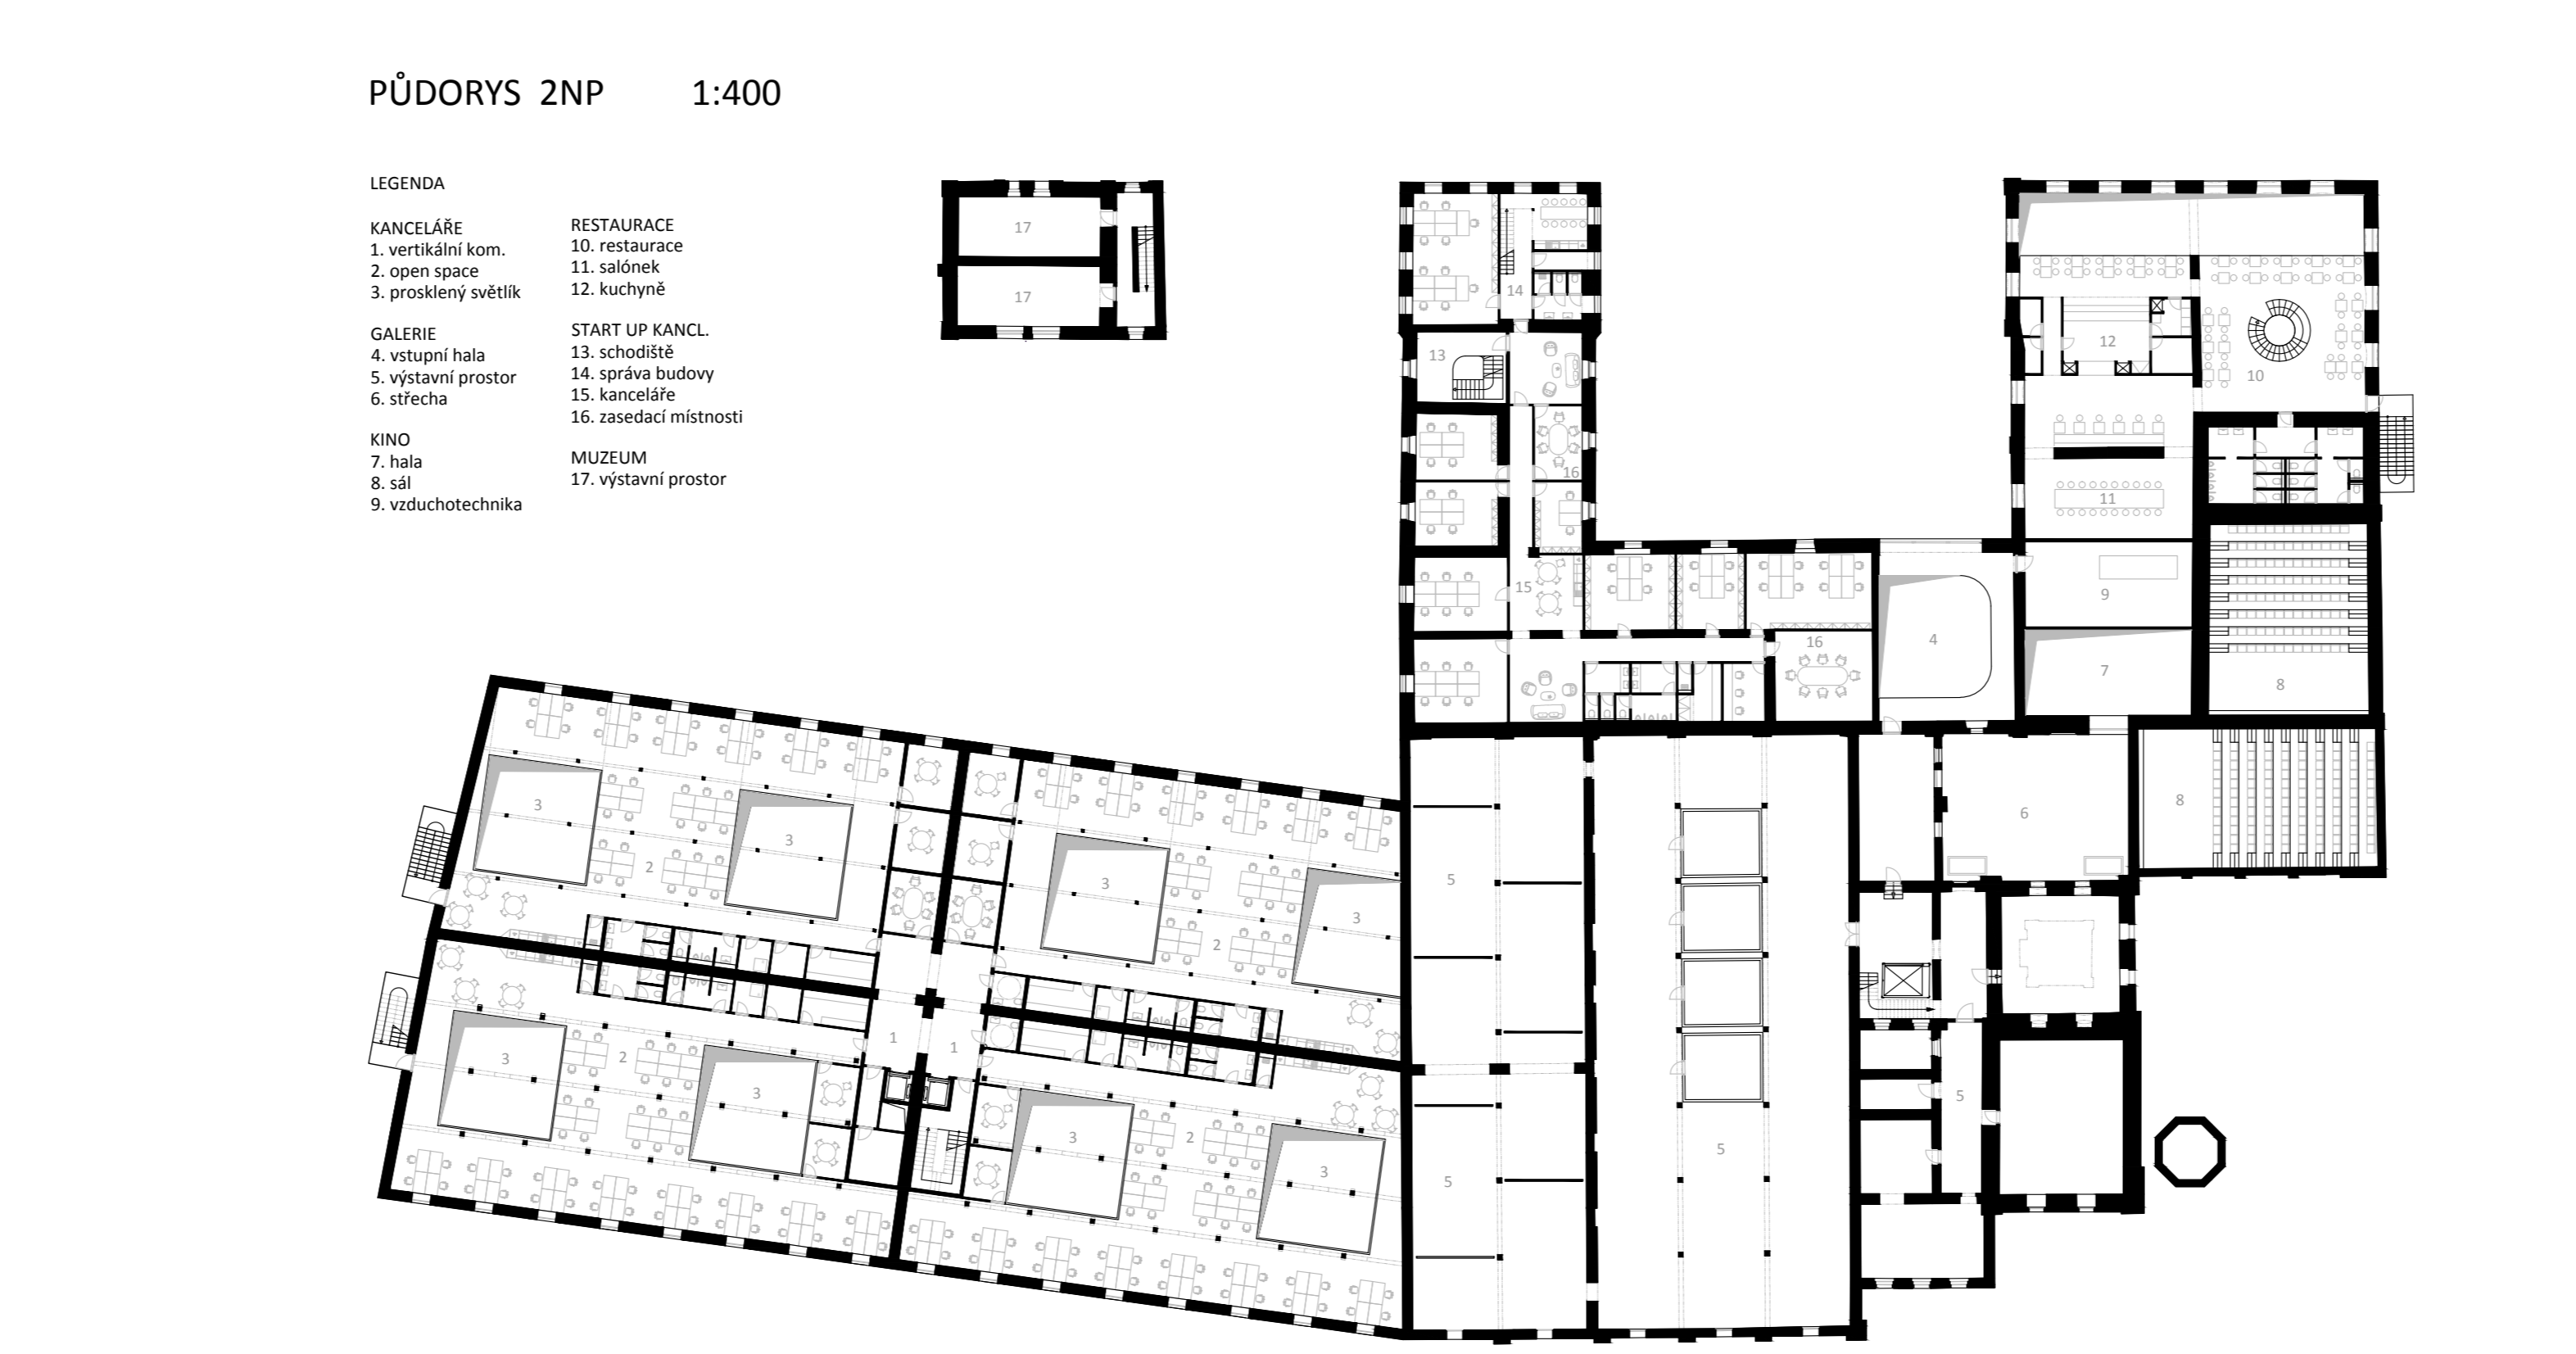 PŮDORYS 2NP 1:400
LEGENDA
KANCELÁŘE
1. vertikální kom.
2. open space
3. prosklený světlík
GALERIE
4. vstupní hala
5. výstavní prostor
6. střecha
KINO
7. hala
8. sál
9. vzduchotechnika
RESTAURACE
10. restaurace
11. salónek
12. kuchyně
START UP KANCL.
13. schodiště
14. správa budovy
15. kanceláře
16. zasedací místnosti
MUZEUM
17. výstavní prostor
17
17
14
13
16
15
16
4
12
10
11
9
7
8
8
6
5
5
5
5
3
3
2
3
3
2
1
1
3
3
2
3
3
2